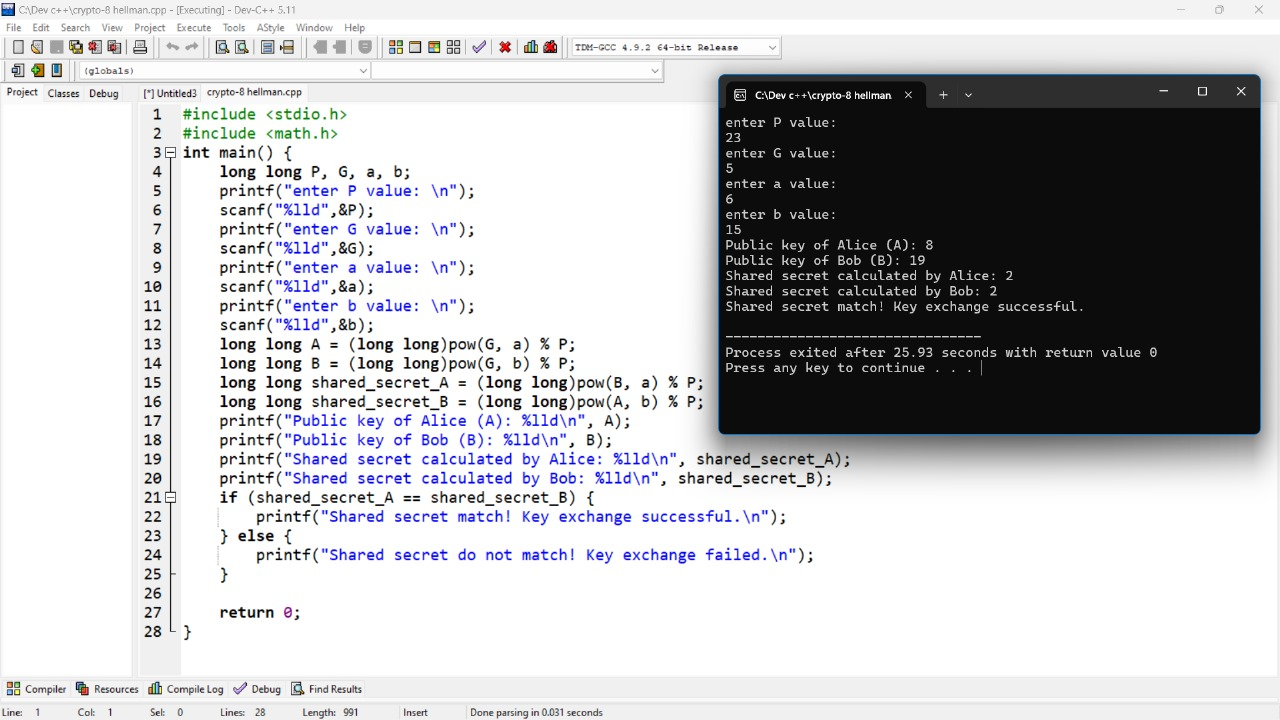 C:\Dev c++\crypto-8 hellman.cpp - [Executing] - Dev-C++ 5.11
File Edit Search View Project Execute Tools AStyle Window Help
TDM-GCC 4.9.2 64-bit Release
(globals)
Project Classes Debug
[*] Untitled3 crypto-8 hellman.cpp
1 #include <stdio.h>
2 #include <math.h>
3 int main() {
4 long long P, G, a, b;
5 printf("enter P value: \n");
6 scanf("%lld",&P);
7 printf("enter G value: \n");
8 scanf("%lld",&G);
9 printf("enter a value: \n");
10 scanf("%lld",&a);
11 printf("enter b value: \n");
12 scanf("%lld",&b);
13 long long A = (long long)pow(G, a) % P;
14 long long B = (long long)pow(G, b) % P;
15 long long shared_secret_A = (long long)pow(B, a) % P;
16 long long shared_secret_B = (long long)pow(A, b) % P;
17 printf("Public key of Alice (A): %lld\n", A);
18 printf("Public key of Bob (B): %lld\n", B);
19 printf("Shared secret calculated by Alice: %lld\n", shared_secret_A);
20 printf("Shared secret calculated by Bob: %lld\n", shared_secret_B);
21 if (shared_secret_A == shared_secret_B) {
22 printf("Shared secret match! Key exchange successful.\n");
23 } else {
24 printf("Shared secret do not match! Key exchange failed.\n");
25 }
26
27 return 0;
28 }
C:\Dev c++\crypto-8 hellman.
enter P value:
23
enter G value:
5
enter a value:
6
enter b value:
15
Public key of Alice (A): 8
Public key of Bob (B): 19
Shared secret calculated by Alice: 2
Shared secret calculated by Bob: 2
Shared secret match! Key exchange successful.
--------------------------------
Process exited after 25.93 seconds with return value 0
Press any key to continue . . .
Compiler Resources Compile Log Debug Find Results
Line: 1 Col: 1 Sel: 0 Lines: 28 Length: 991 Insert Done parsing in 0.031 seconds